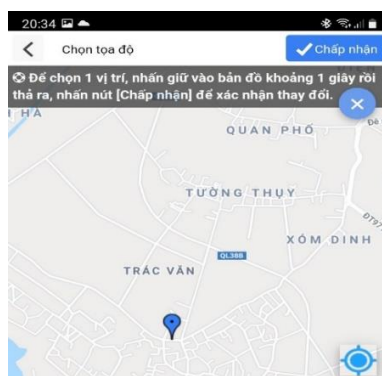 20:34
Chọn tọa độ
Chấp nhận
Để chọn 1 vị trí, nhấn giữ vào bản đồ khoảng 1 giây rồi
thả ra, nhấn nút [Chấp nhận] để xác nhận thay đổi.
HÀ
QUAN PHỐ
TƯỜNG THỤY
XÓM DINH
QL38B
TRÁC VĂN